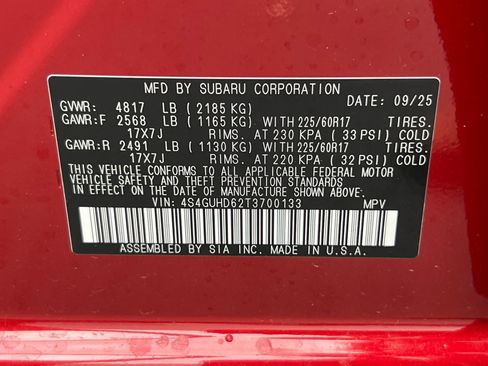 MFD BY SUBARU CORPORATION
GVWR: 4817 LB ( 2185 KG) DATE: 09/25
GAWR:F 2568 LB ( 1165 KG) WITH 225/60R17 TIRES.
17X7J RIMS. AT 230 KPA ( 33 PSI) COLD
GAWR:R 2491 LB ( 1130 KG) WITH 225/60R17 TIRES.
17X7J RIMS. AT 220 KPA ( 32 PSI) COLD
THIS VEHICLE CONFORMS TO ALL APPLICABLE FEDERAL MOTOR
VEHICLE SAFETY AND THEFT PREVENTION STANDARDS
IN EFFECT ON THE DATE OF MANUFACTURE SHOWN ABOVE.
VIN: 4S4GUHD62T3700133 MPV
ASSEMBLED BY SIA INC. MADE IN U.S.A.